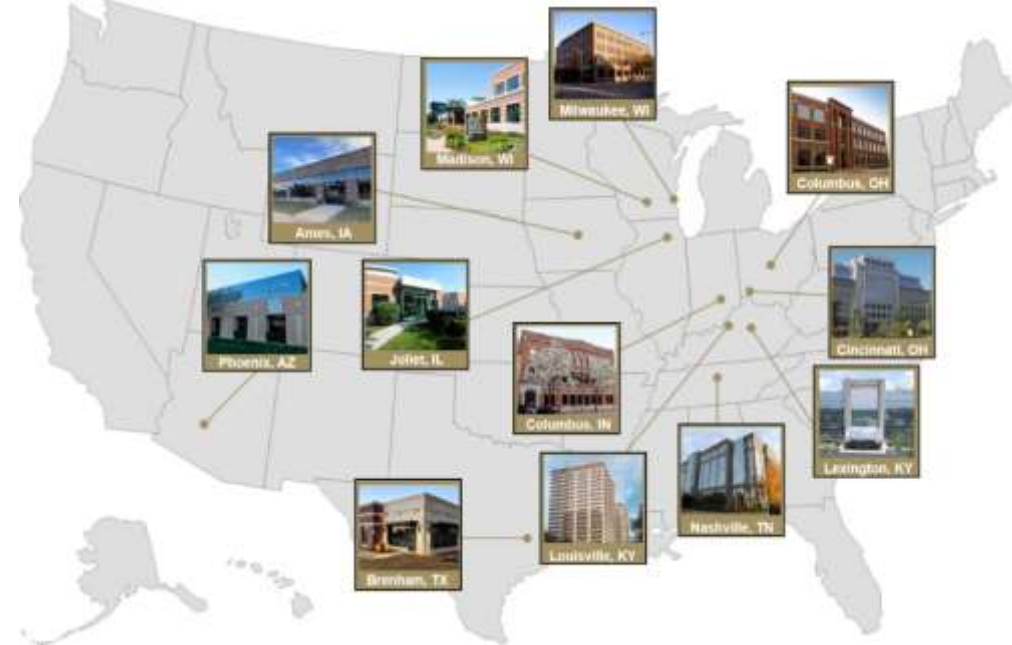 Milwaukee, WI
Madison, WI
Columbus, OH
Ames, IA
Phoenix, AZ
Joliet, IL
Cincinnati, OH
Columbus, IN
Lexington, KY
Nashville, TN
Louisville, KY
Brenham, TX